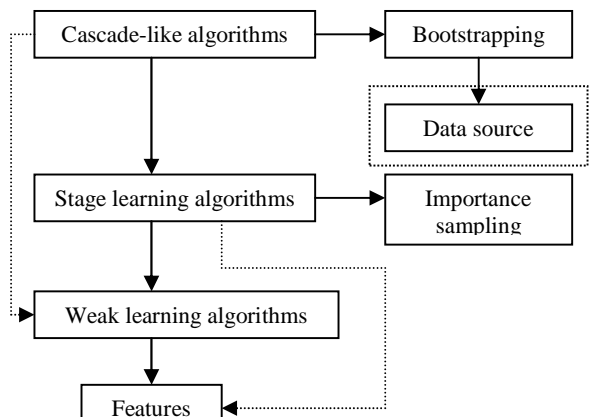 Cascade-like algorithms
Bootstrapping
Data source
Stage learning algorithms
Importance
sampling
Weak learning algorithms
Features